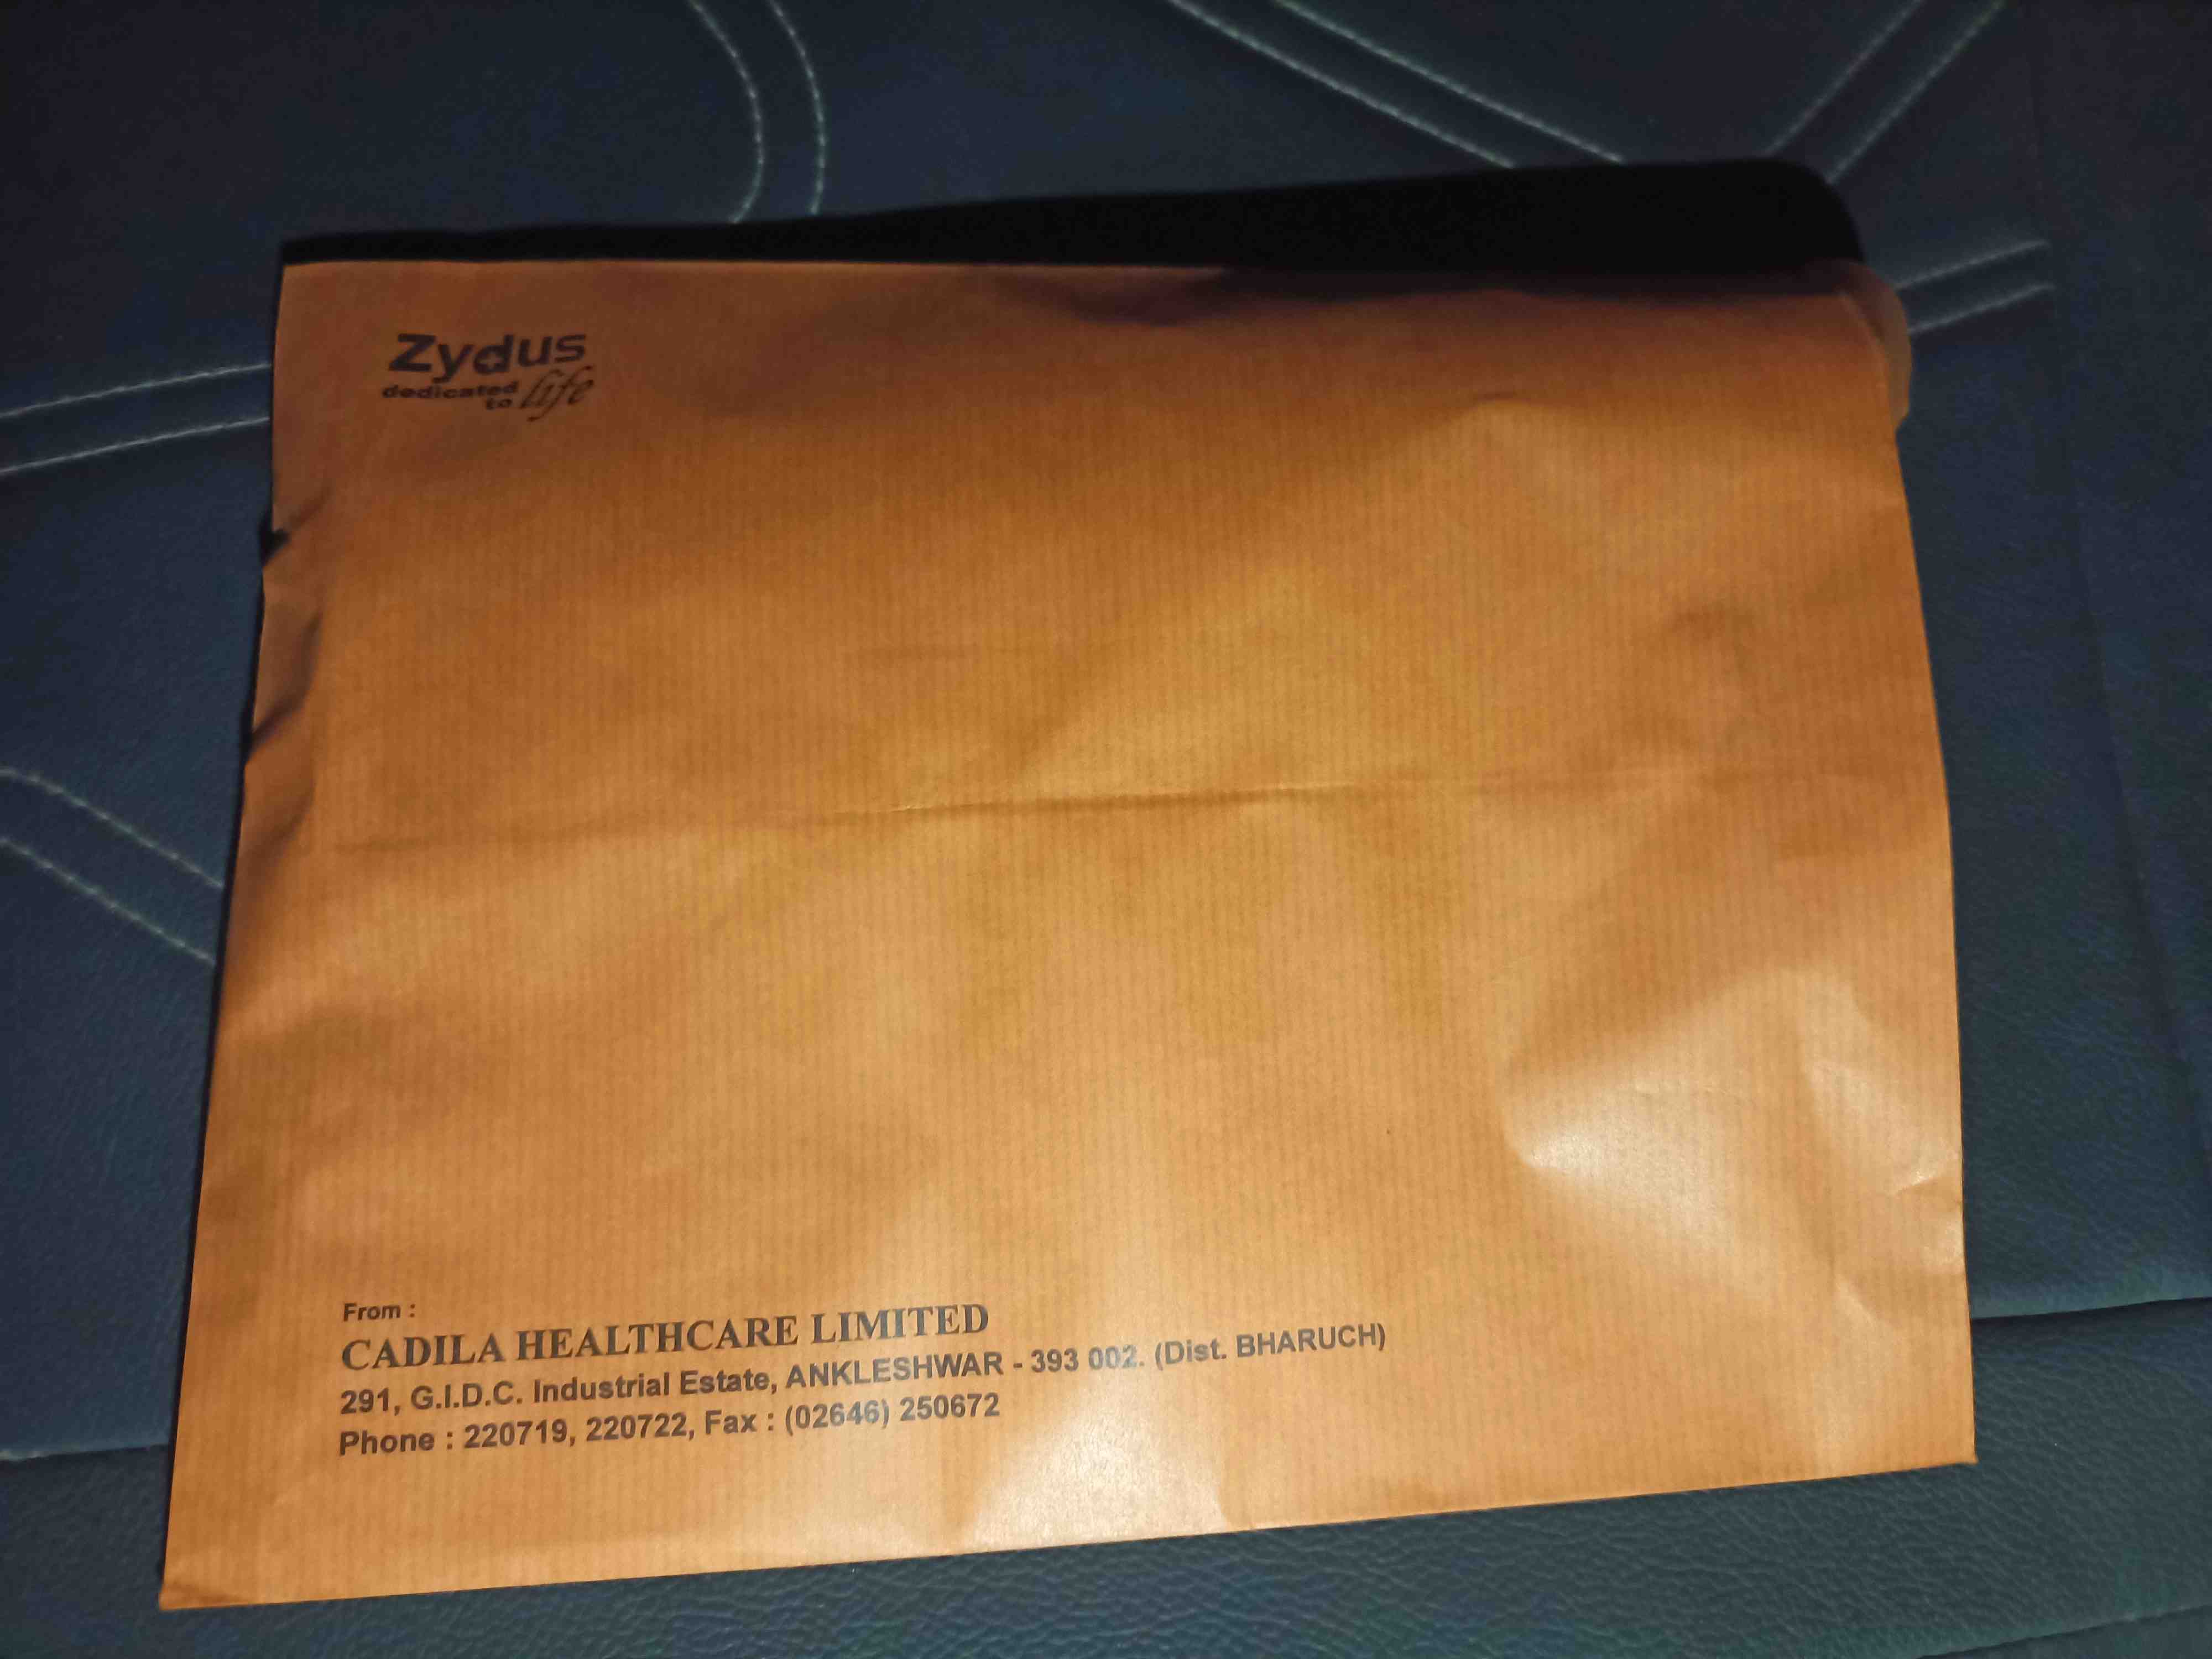 Zydus
dedicated
to life
From :
CADILA HEALTHCARE LIMITED
291, G.I.D.C. Industrial Estate, ANKLESHWAR - 393 002. (Dist. BHARUCH)
Phone : 220719, 220722, Fax : (02646) 250672